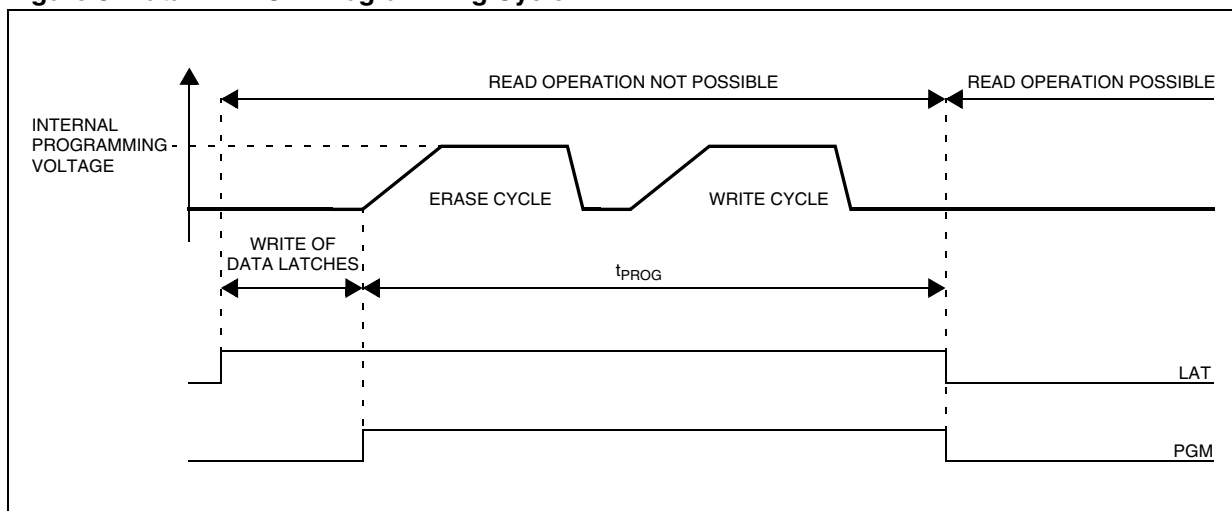 READ OPERATION NOT POSSIBLE
READ OPERATION POSSIBLE
INTERNAL
PROGRAMMING
VOLTAGE
ERASE CYCLE
WRITE CYCLE
WRITE OF
DATA LATCHES
tPROG
LAT
PGM